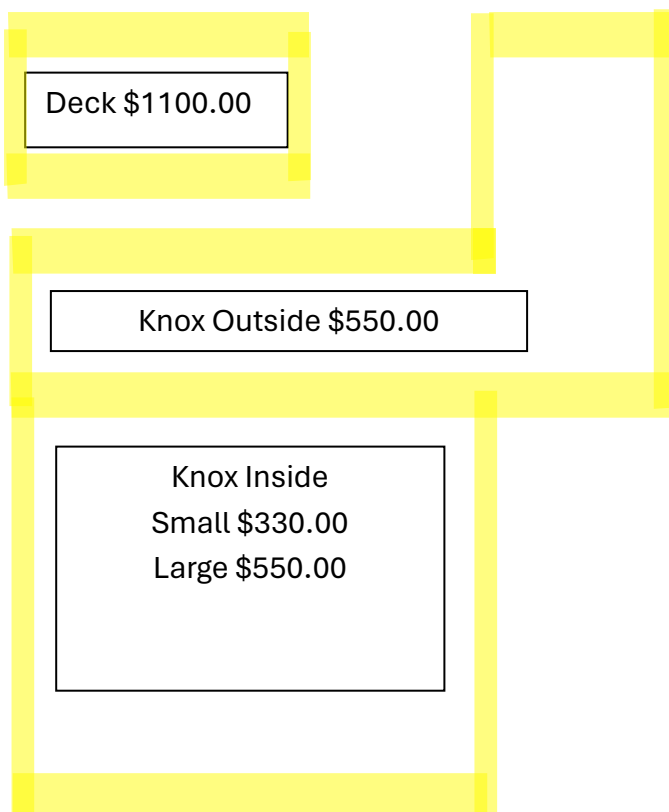 Deck $1100.00
Knox Outside $550.00
Knox Inside
Small $330.00
Large $550.00